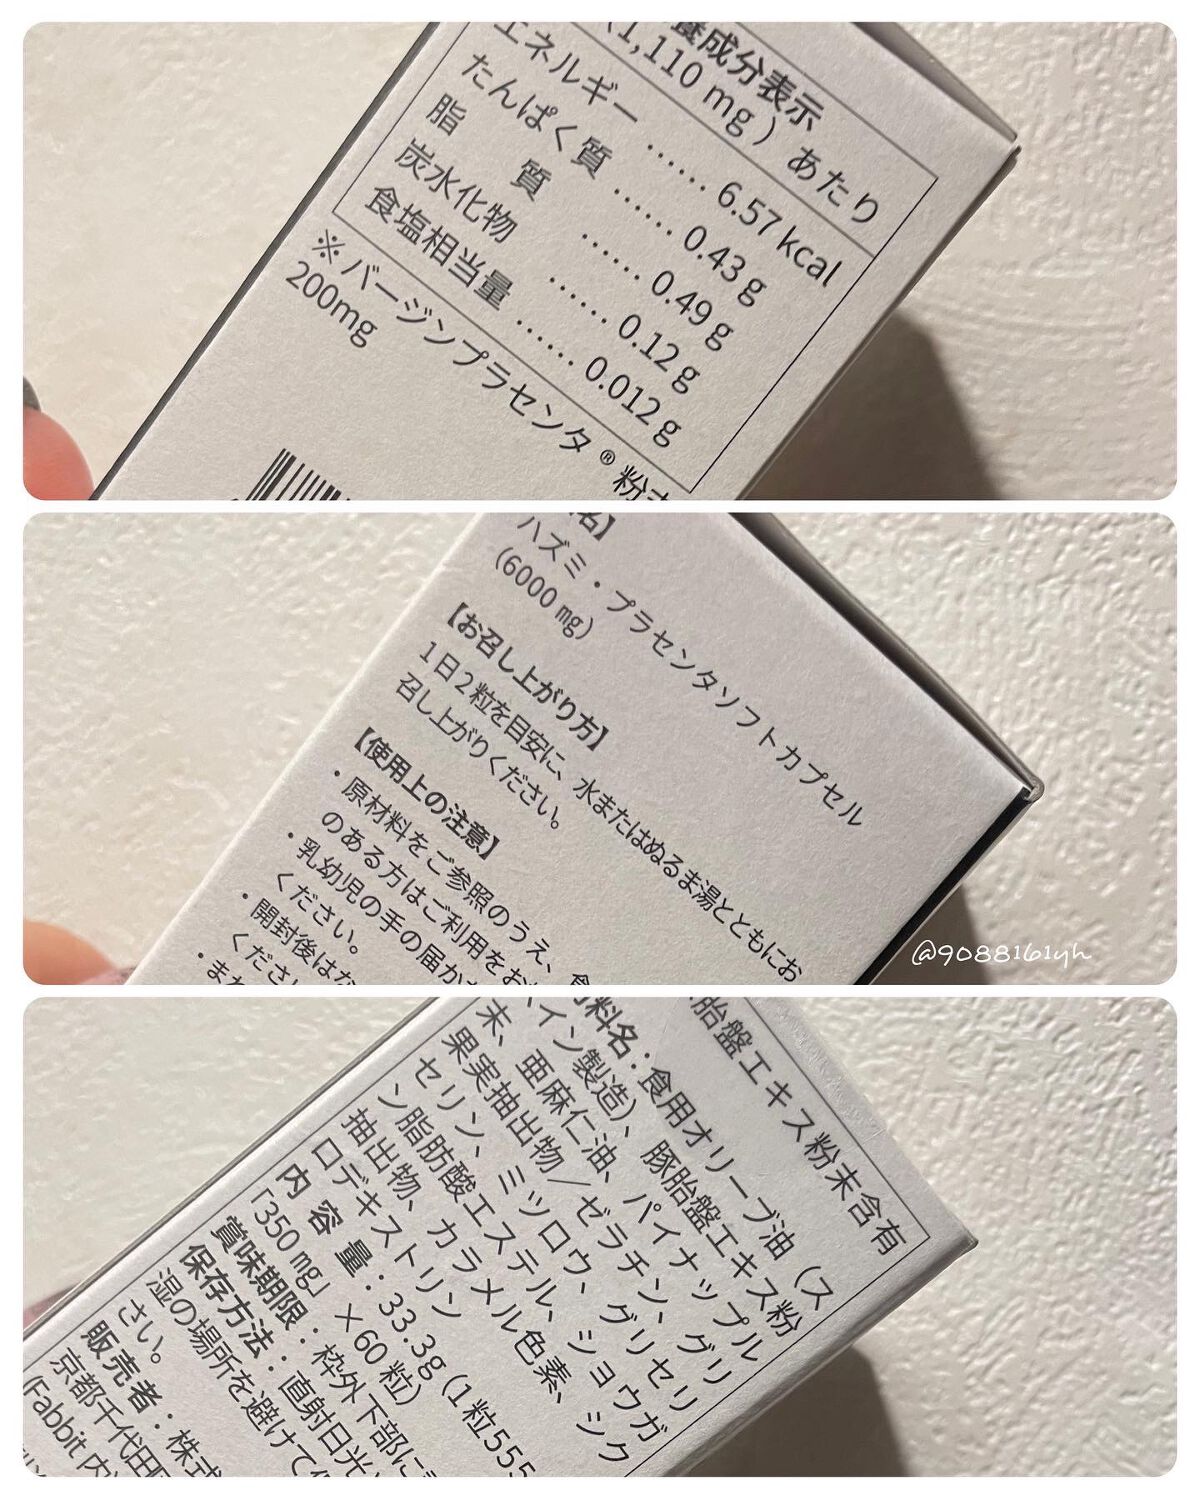 養成分表示
1,110 mg）あたり
エネルギー …… 6.57 kcal
たんぱく質 …… 0.43 g
脂　質 …… 0.49 g
炭水化物 …… 0.12 g
食塩相当量 …… 0.012 g
※バージンプラセンタ® 粉末
200mg
名】
ハズミ・プラセンタソフトカプセル
(6000 mg)
【お召し上がり方】
１日２粒を目安に、水またはぬるま湯とともにお
召し上がりください。
【使用上の注意】
・原材料をご参照のうえ、食
のある方はご利用をお
・乳幼児の手の届か
ください。
・開封後はな
くださ
胎盤エキス粉末含有
料名：食用オリーブ油（ス
イン製造）、豚胎盤エキス粉
末、亜麻仁油、パイナップル
果実抽出物／ゼラチン、グリ
セリン、ミツロウ、グリセリ
ン脂肪酸エステル、ショウガ
抽出物、カラメル色素、シク
ロデキストリン
内容量：33.3g（1粒555
「350 mg」×60粒）
賞味期限：枠外下部に
保存方法：直射日光
湿の場所を避けて
さい。
販売者：株式
京都千代田
(Fabbit 内
@9088161yh